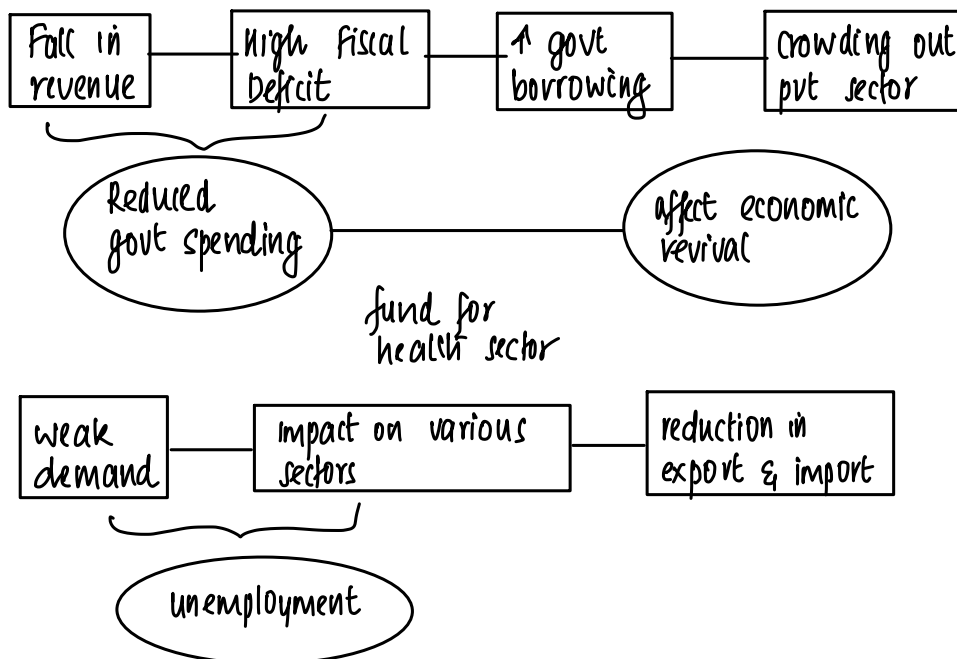 Fall in
revenue
High Fiscal
Deficit
↑ govt
borrowing
Crowding out
pvt sector
Reduced
govt spending
affect economic
revival
fund for
health sector
weak
demand
impact on various
sectors
reduction in
export & import
unemployment